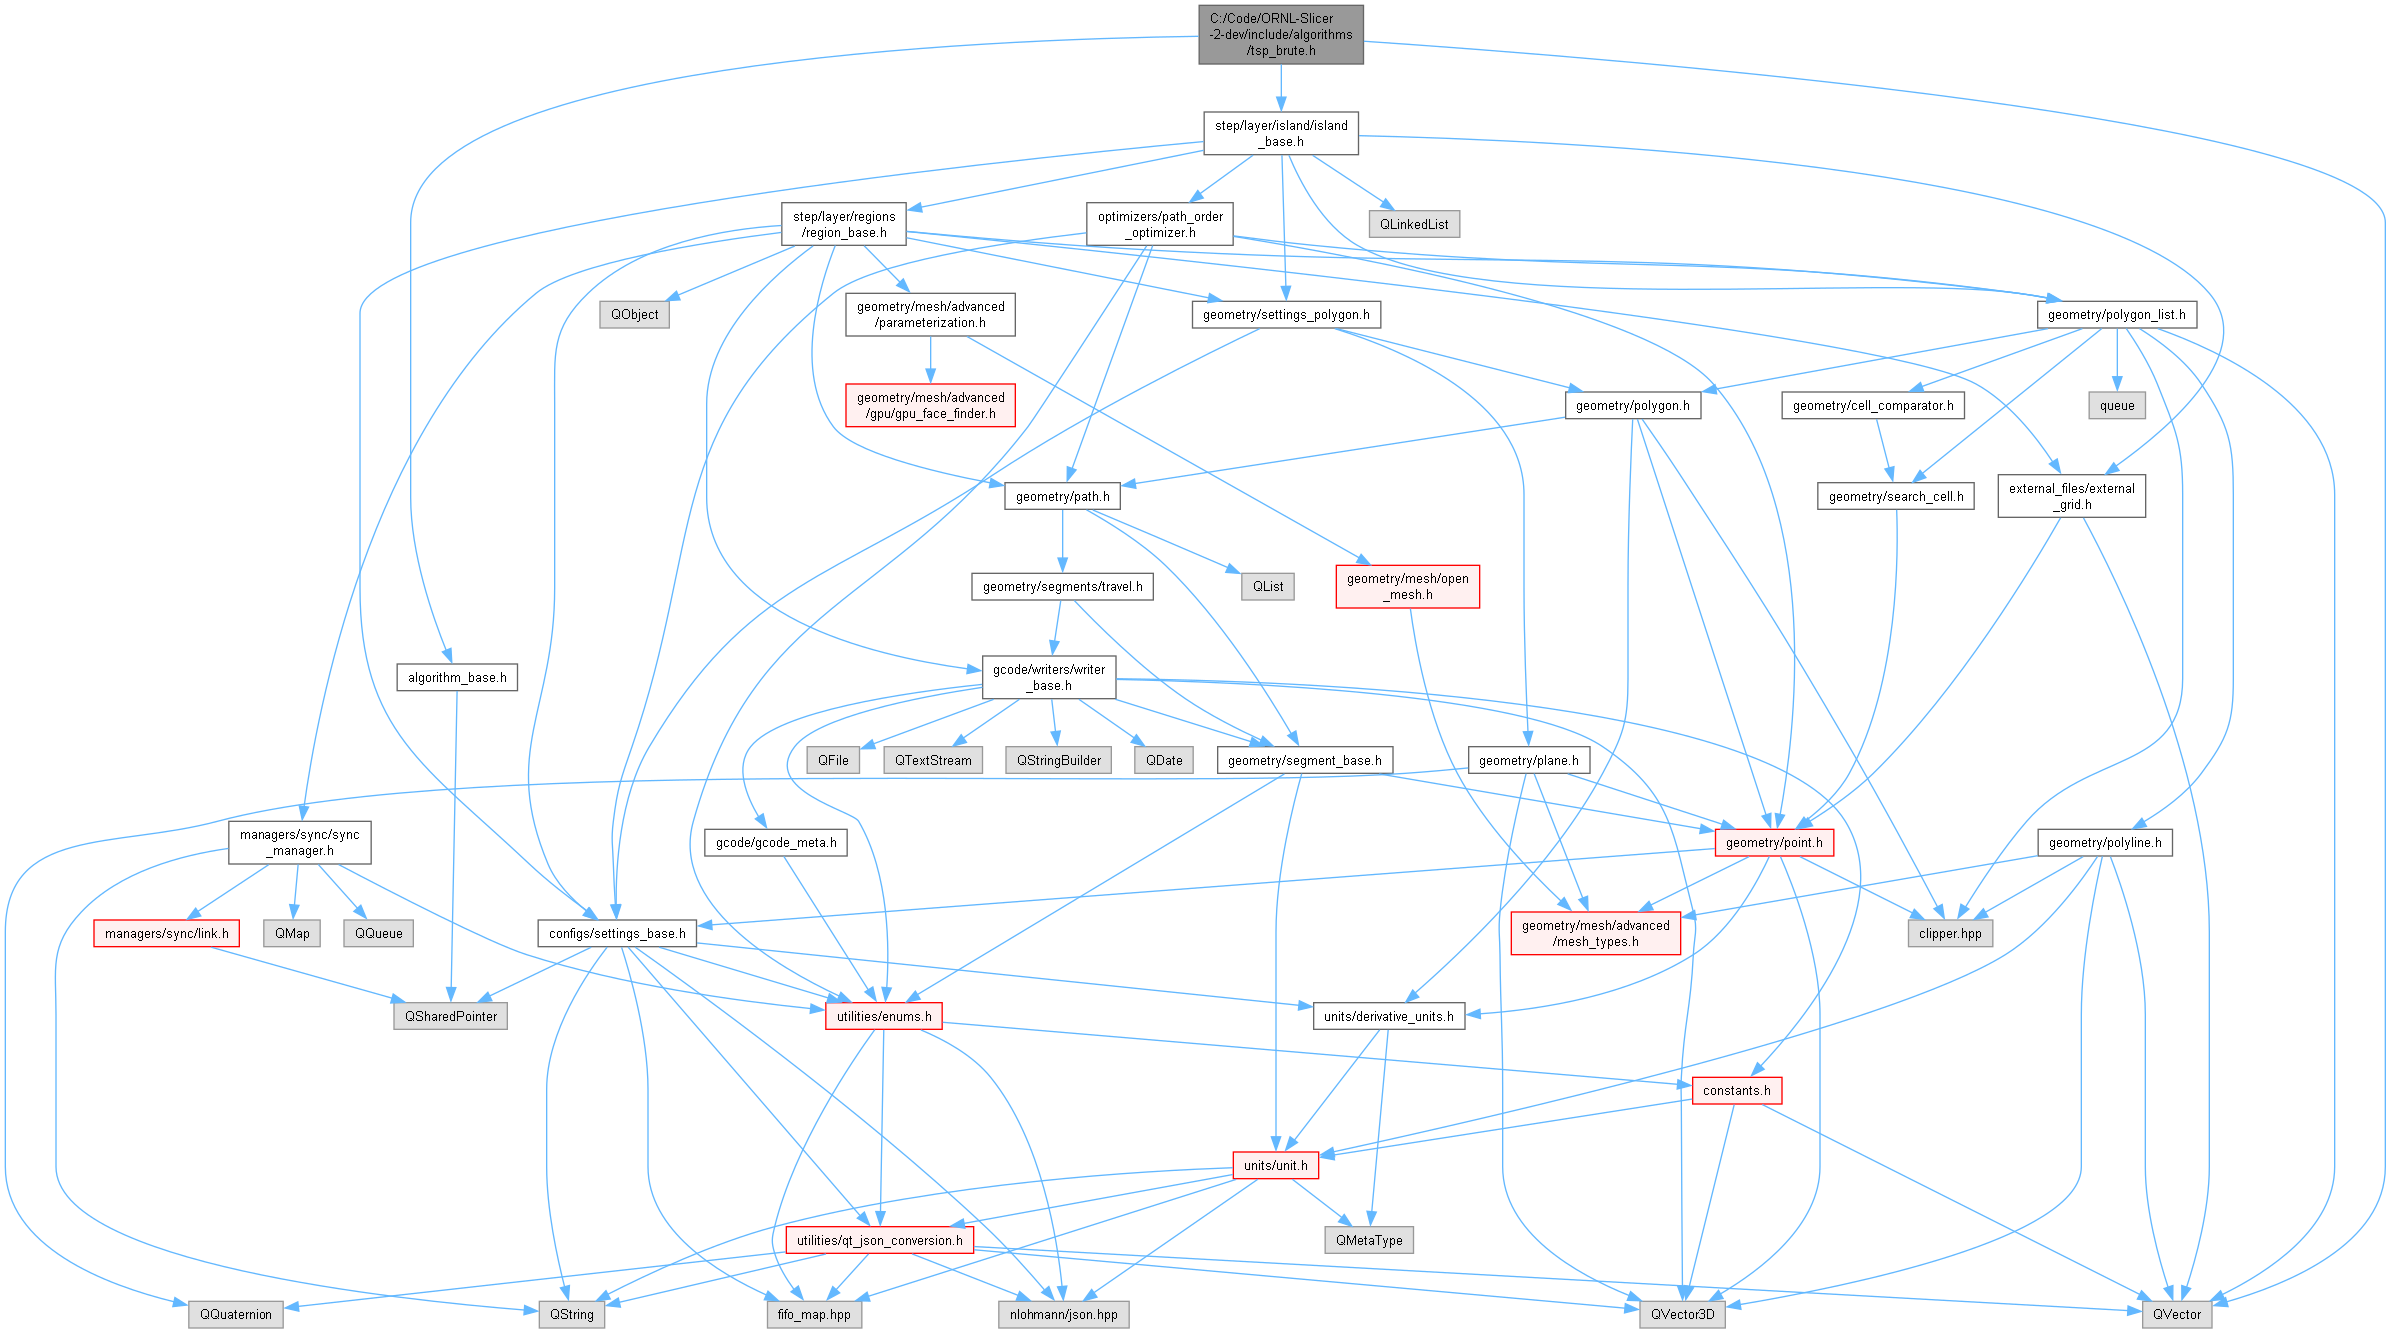 C:/Code/ORNL-Slicer
-2-dev/include/algorithms
/tsp_brute.h
step/layer/island/island
_base.h
step/layer/regions
/region_base.h
optimizers/path_order
_optimizer.h
QLinkedList
QObject
geometry/mesh/advanced
/parameterization.h
geometry/settings_polygon.h
geometry/polygon_list.h
geometry/mesh/advanced
/gpu/gpu_face_finder.h
geometry/polygon.h
geometry/cell_comparator.h
queue
geometry/path.h
geometry/search_cell.h
external_files/external
_grid.h
geometry/segments/travel.h
QList
geometry/mesh/open
_mesh.h
algorithm_base.h
gcode/writers/writer
_base.h
QFile
QTextStream
QStringBuilder
QDate
geometry/segment_base.h
geometry/plane.h
managers/sync/sync
_manager.h
gcode/gcode_meta.h
geometry/point.h
geometry/polyline.h
managers/sync/link.h
QMap
QQueue
configs/settings_base.h
geometry/mesh/advanced
/mesh_types.h
clipper.hpp
QSharedPointer
utilities/enums.h
units/derivative_units.h
constants.h
units/unit.h
utilities/qt_json_conversion.h
QMetaType
QQuaternion
QString
fifo_map.hpp
nlohmann/json.hpp
QVector3D
QVector